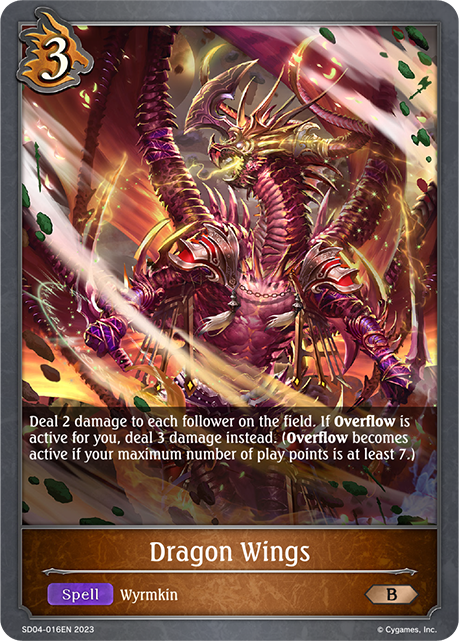 3
Deal 2 damage to each follower on the field. If Overflow is
active for you, deal 3 damage instead. (Overflow becomes
active if your maximum number of play points is at least 7.)
Dragon Wings
Spell Wyrmkin B
SD04-016EN 2023 © Cygames, Inc.